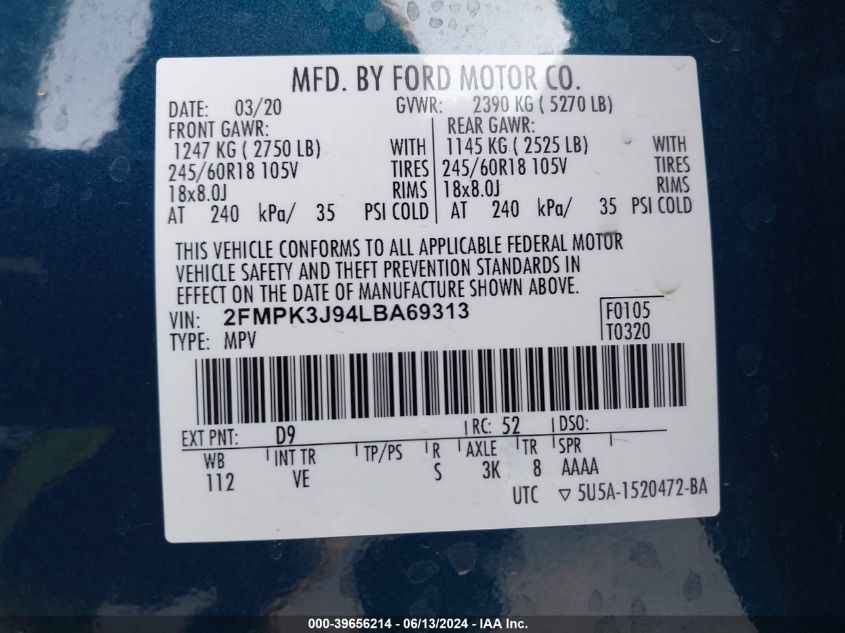 MFD. BY FORD MOTOR CO.
DATE: 03/20 GVWR: 2390 KG ( 5270 LB)
FRONT GAWR: REAR GAWR:
1247 KG ( 2750 LB) WITH 1145 KG ( 2525 LB) WITH
245/60R18 105V TIRES 245/60R18 105V TIRES
18x8.0J RIMS 18x8.0J RIMS
AT 240 kPa/ 35 PSI COLD AT 240 kPa/ 35 PSI COLD
THIS VEHICLE CONFORMS TO ALL APPLICABLE FEDERAL MOTOR
VEHICLE SAFETY AND THEFT PREVENTION STANDARDS IN
EFFECT ON THE DATE OF MANUFACTURE SHOWN ABOVE.
VIN: 2FMPK3J94LBA69313 F0105
TYPE: MPV T0320
EXT PNT: D9 RC: 52 DSO:
WB INT TR TP/PS R AXLE TR SPR
112 VE S 3K 8 AAAA
UTC ▽ 5U5A-1520472-BA
000-39656214 - 06/13/2024 - IAA Inc.